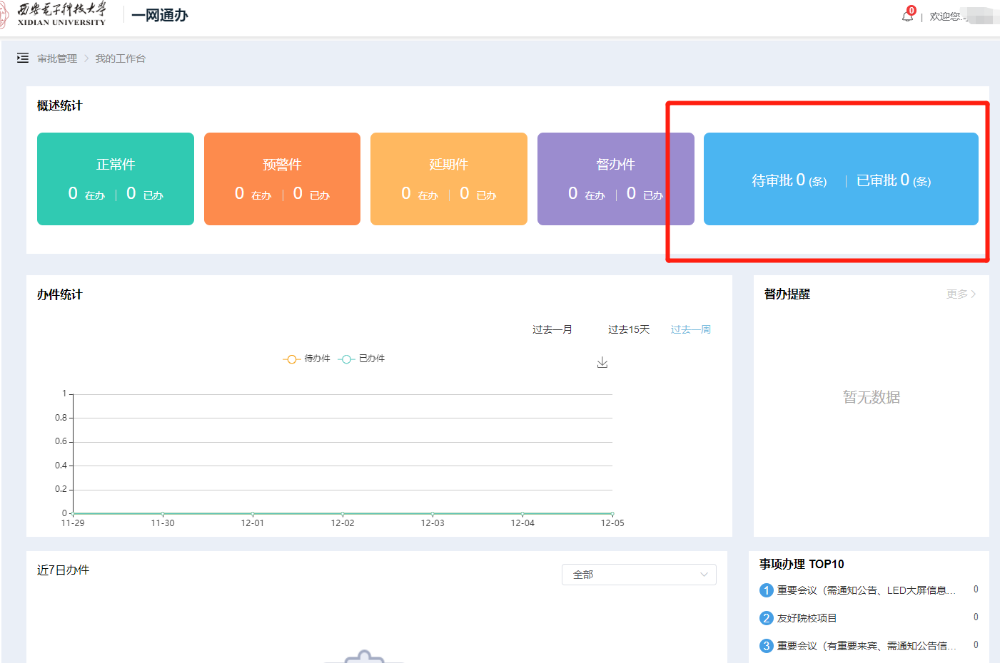 西安电子科技大学
XIDIAN UNIVERSITY
一网通办
0
欢迎您,
审批管理 > 我的工作台
概述统计
正常件
0 在办 | 0 已办
预警件
0 在办 | 0 已办
延期件
0 在办 | 0 已办
督办件
0 在办 | 0 已办
待审批 0 (条) | 已审批 0 (条)
办件统计
过去一月 过去15天 过去一周
待办件 已办件
1
0.8
0.6
0.4
0.2
0
11-29 11-30 12-01 12-02 12-03 12-04 12-05
督办提醒
更多 >
暂无数据
近7日办件
全部
事项办理 TOP10
1 重要会议（需通知公告、LED大屏信息... 0
2 友好院校项目 0
3 重要会议（有重要来宾、需通知公告信... 0